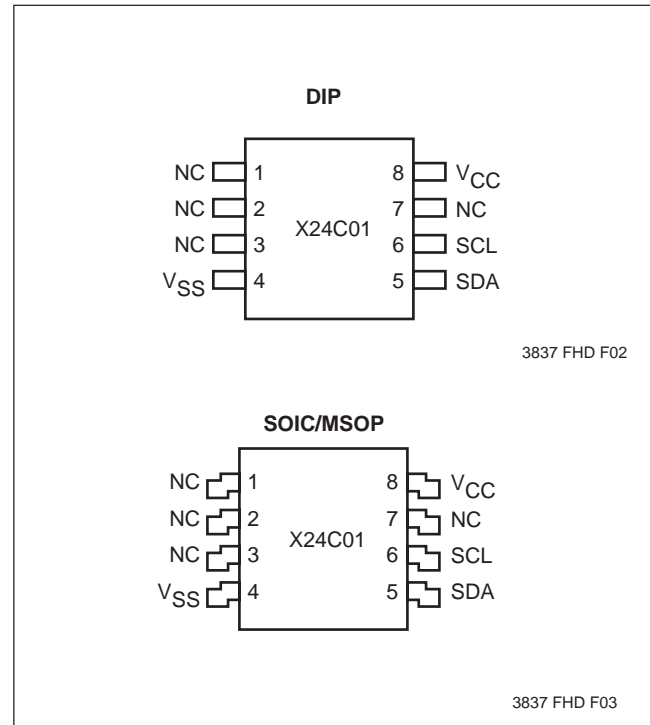 DIP
NC 1 8 VCC
NC 2 7 NC
X24C01
NC 3 6 SCL
VSS 4 5 SDA
3837 FHD F02
SOIC/MSOP
NC 1 8 VCC
NC 2 7 NC
X24C01
NC 3 6 SCL
VSS 4 5 SDA
3837 FHD F03